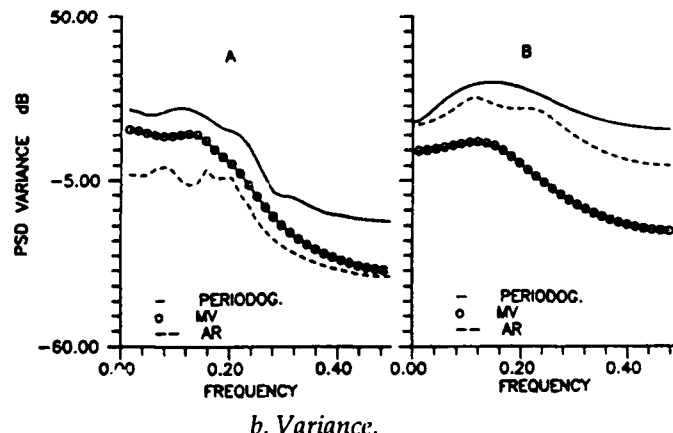 50.00
A
B
PSD VARIANCE dB
-5.00
PERIODOG.
MV
AR
PERIODOG.
MV
AR
-60.00
0.00 0.20 0.40
0.00 0.20 0.40
FREQUENCY
FREQUENCY
b. Variance.